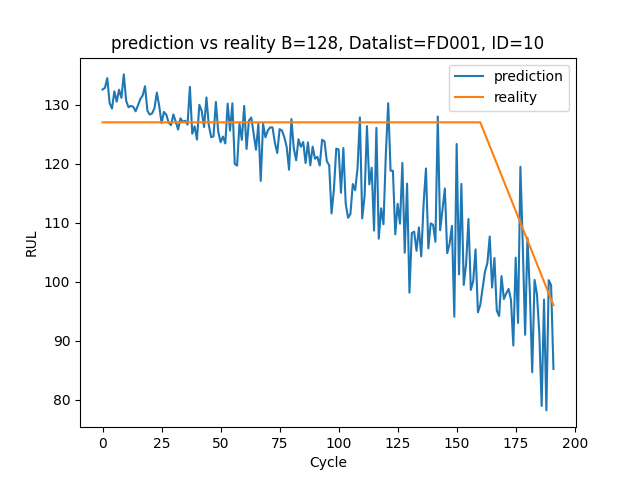 prediction vs reality B=128, Datalist=FD001, ID=10
prediction
reality
RUL
130
120
110
100
90
80
0 25 50 75 100 125 150 175 200
Cycle